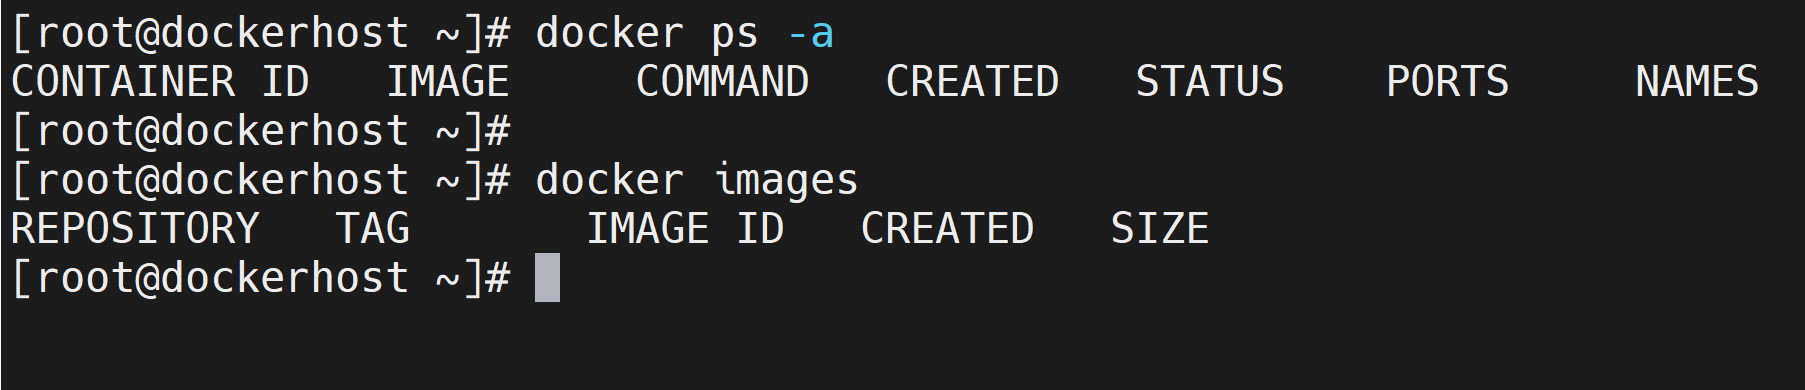 [root@dockerhost ~]# docker ps -a
CONTAINER ID   IMAGE     COMMAND   CREATED   STATUS    PORTS     NAMES
[root@dockerhost ~]#
[root@dockerhost ~]# docker images
REPOSITORY   TAG       IMAGE ID   CREATED   SIZE
[root@dockerhost ~]#